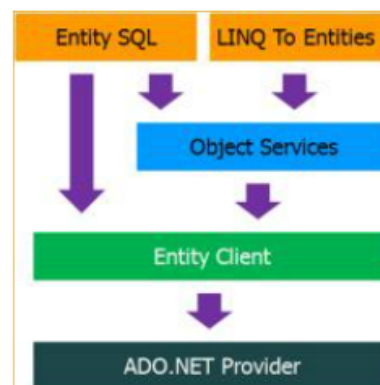 Entity SQL
LINQ To Entities
Object Services
Entity Client
ADO.NET Provider